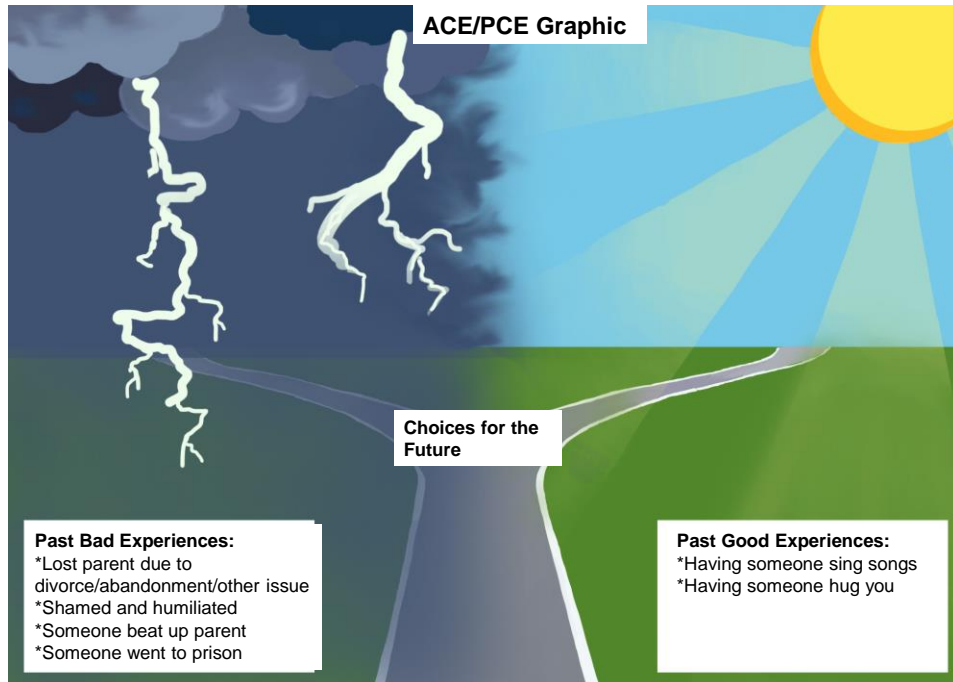 ACE/PCE Graphic
Choices for the
Future
Past Bad Experiences:
*Lost parent due to
divorce/abandonment/other issue
*Shamed and humiliated
*Someone beat up parent
*Someone went to prison
Past Good Experiences:
*Having someone sing songs
*Having someone hug you